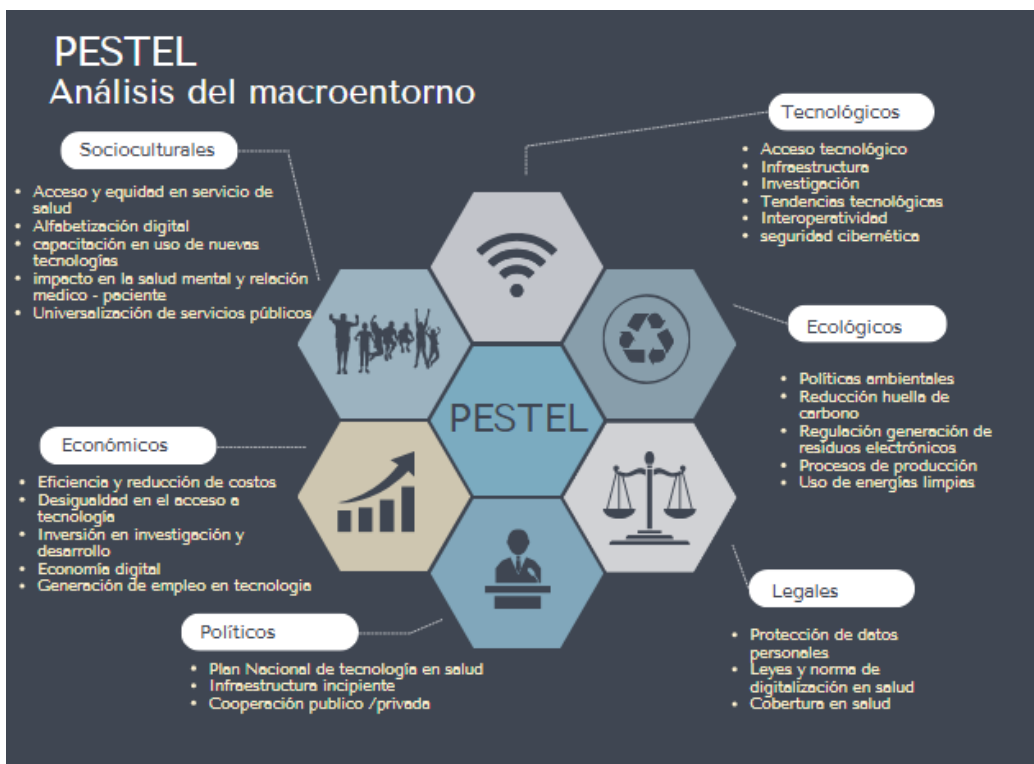 PESTEL
Análisis del macroentorno
Socioculturales
• Acceso y equidad en servicio de
salud
• Alfabetización digital
• capacitación en uso de nuevas
tecnologías
• impacto en la salud mental y relación
medico - paciente
• Universalización de servicios públicos
Tecnológicos
• Acceso tecnológico
• Infraestructura
• Investigación
• Tendencias tecnológicas
• Interoperatividad
• seguridad cibernética
Ecológicos
• Políticas ambientales
• Reducción huella de
carbono
• Regulación generación de
residuos electrónicos
• Procesos de producción
• Uso de energías limpias
PESTEL
Económicos
• Eficiencia y reducción de costos
• Desigualdad en el acceso a
tecnología
• Inversión en investigación y
desarrollo
• Economía digital
• Generación de empleo en tecnologia
Legales
• Protección de datos
personales
• Leyes y norma de
digitalización en salud
• Cobertura en salud
Políticos
• Plan Nacional de tecnología en salud
• Infraestructura incipiente
• Cooperación publico /privada